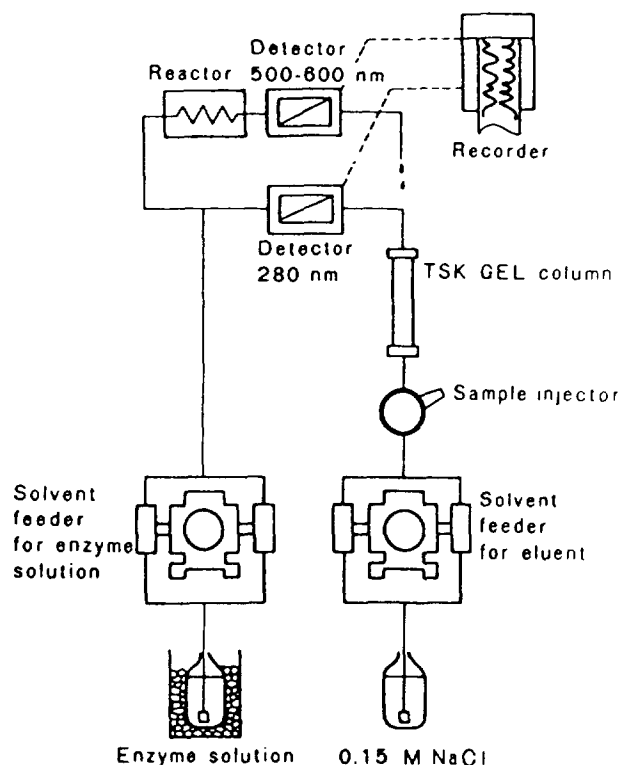 Detector
500-600 nm
Reactor
Recorder
Detector
280 nm
TSK GEL column
Sample injector
Solvent
feeder
for enzyme
solution
Solvent
feeder
for eluent
Enzyme solution
0.15 M NaCl